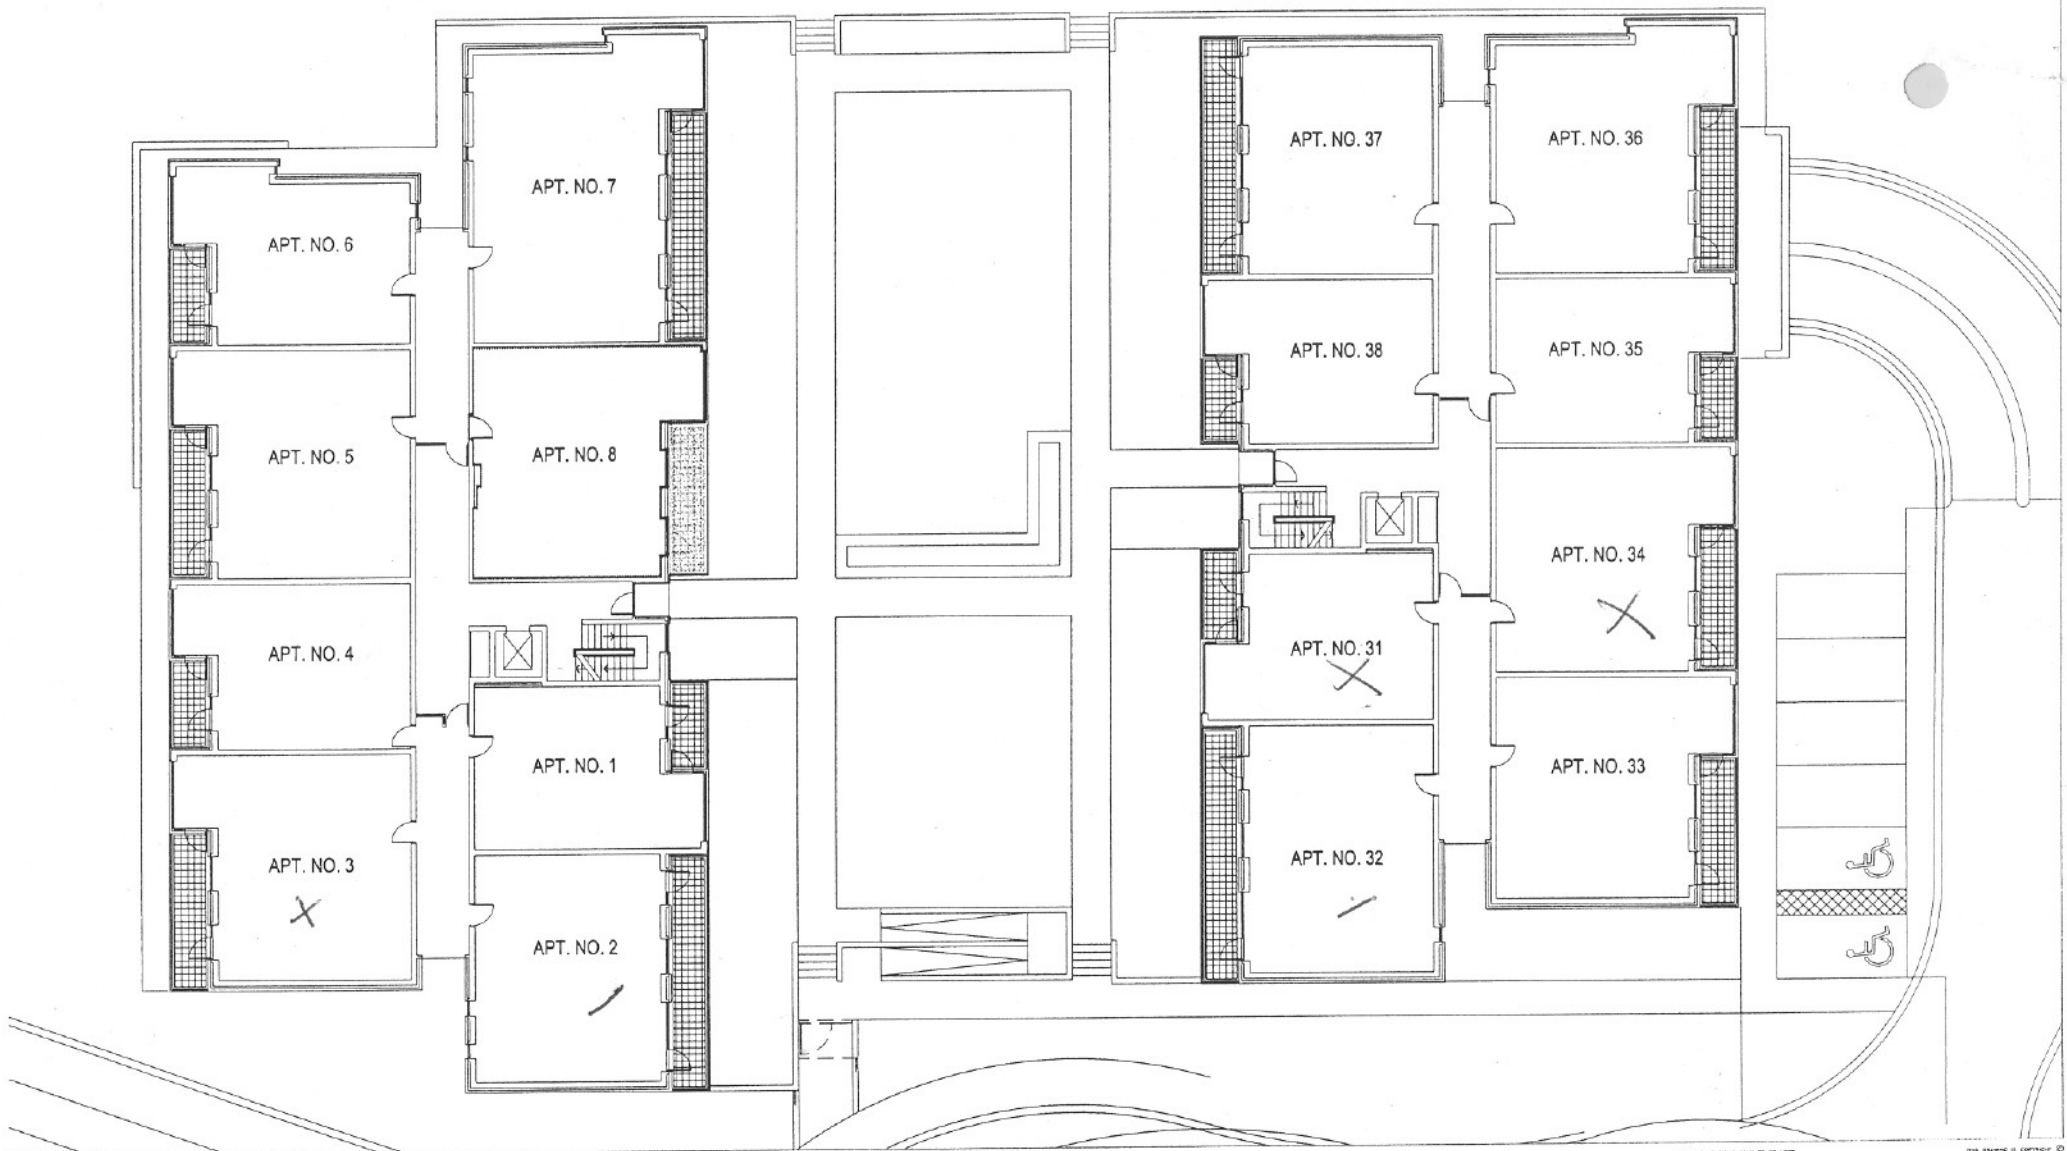 APT. NO. 7
APT. NO. 37
APT. NO. 36
APT. NO. 6
APT. NO. 38
APT. NO. 35
APT. NO. 5
APT. NO. 8
APT. NO. 34
APT. NO. 4
APT. NO. 31
APT. NO. 1
APT. NO. 33
APT. NO. 3
APT. NO. 32
APT. NO. 2